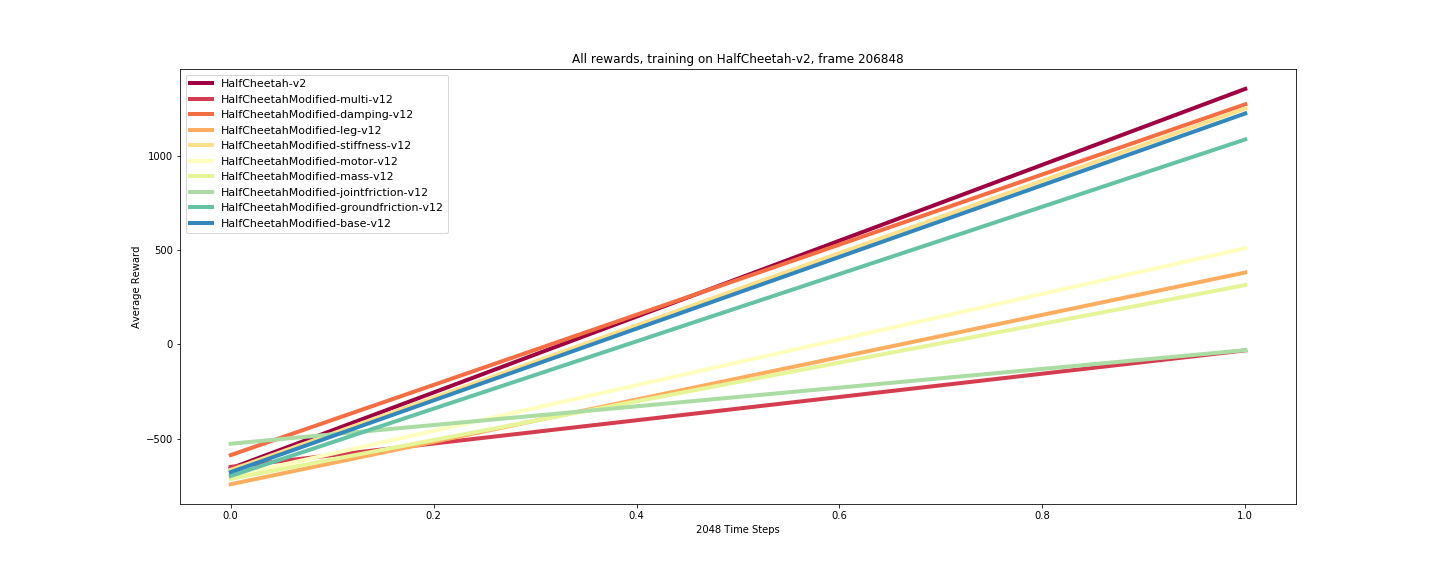 All rewards, training on HalfCheetah-v2, frame 206848
HalfCheetah-v2
HalfCheetahModified-multi-v12
HalfCheetahModified-damping-v12
HalfCheetahModified-leg-v12
HalfCheetahModified-stiffness-v12
HalfCheetahModified-motor-v12
HalfCheetahModified-mass-v12
HalfCheetahModified-jointfriction-v12
HalfCheetahModified-groundfriction-v12
HalfCheetahModified-base-v12
1000
500
0
−500
Average Reward
0.0 0.2 0.4 0.6 0.8 1.0
2048 Time Steps